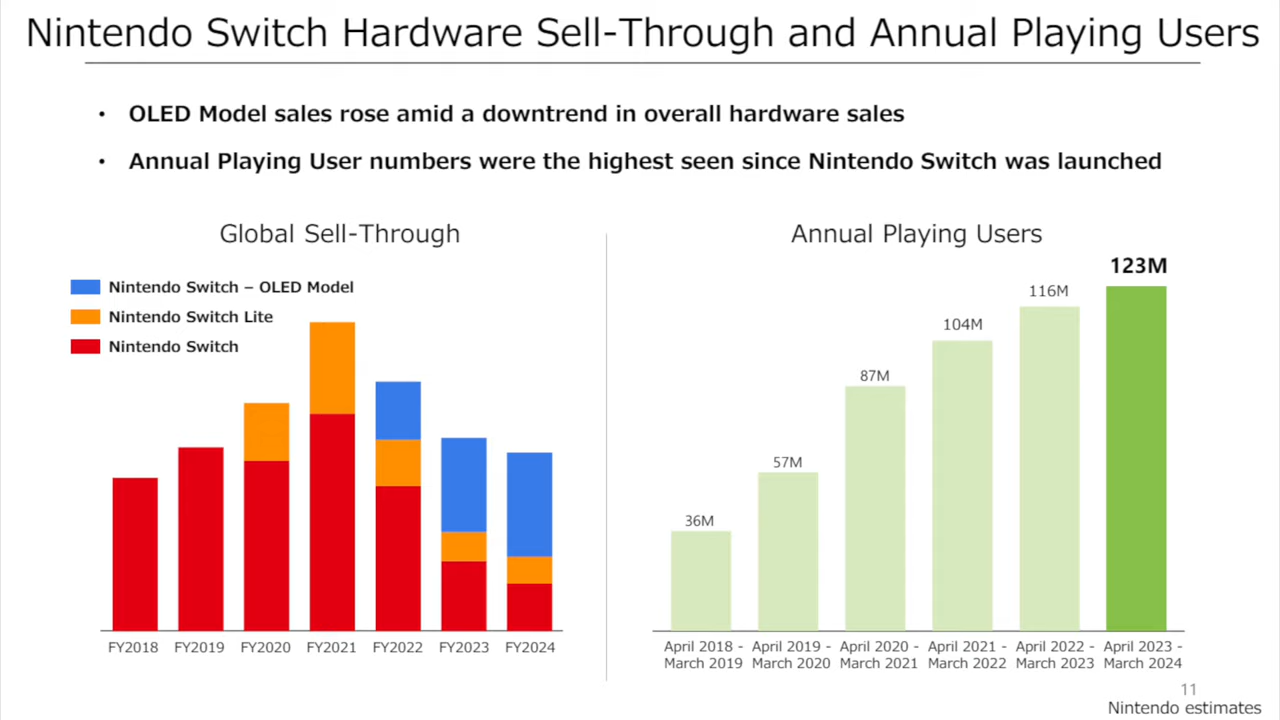 Nintendo Switch Hardware Sell-Through and Annual Playing Users
• OLED Model sales rose amid a downtrend in overall hardware sales
• Annual Playing User numbers were the highest seen since Nintendo Switch was launched
Global Sell-Through
Nintendo Switch – OLED Model
Nintendo Switch Lite
Nintendo Switch
FY2018 FY2019 FY2020 FY2021 FY2022 FY2023 FY2024
Annual Playing Users
36M
57M
87M
104M
116M
123M
April 2018 - April 2019 - April 2020 - April 2021 - April 2022 - April 2023 -
March 2019 March 2020 March 2021 March 2022 March 2023 March 2024
11
Nintendo estimates